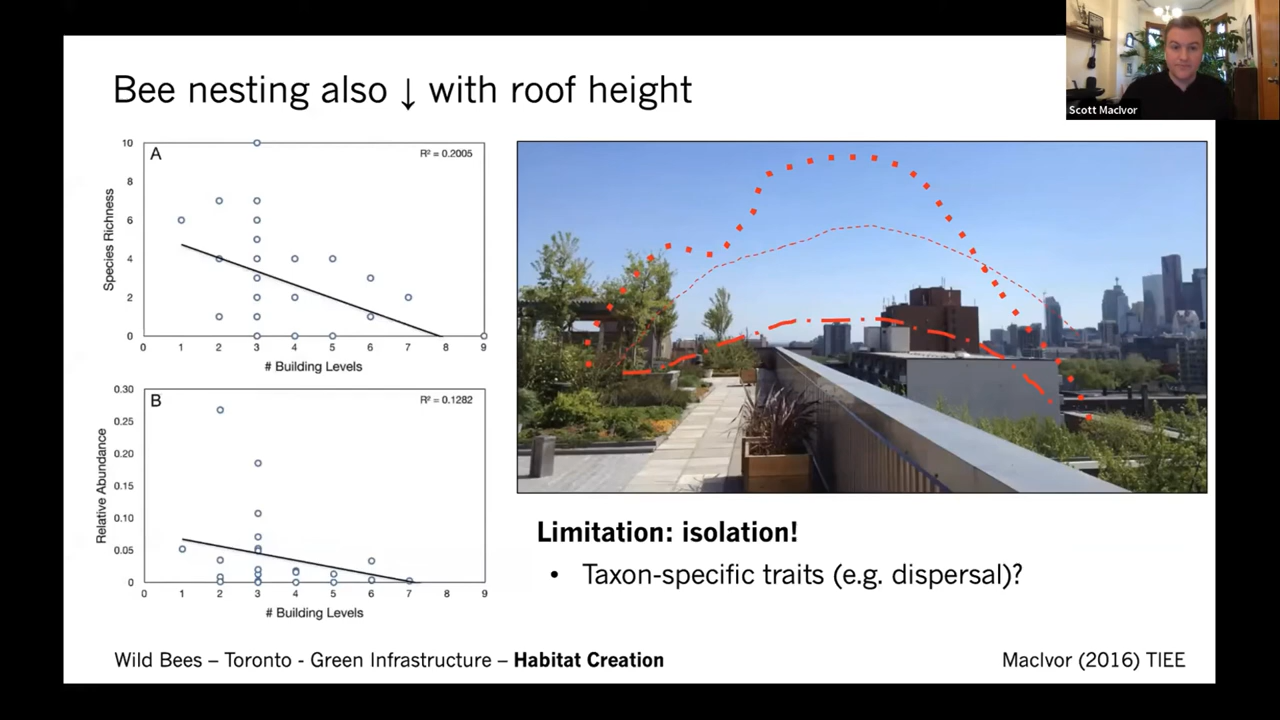 Scott MacIvor
Bee nesting also ↓ with roof height
A
R² = 0.2005
Species Richness
10
8
6
4
2
0
0 1 2 3 4 5 6 7 8 9
# Building Levels
B
R² = 0.1282
Relative Abundance
0.30
0.25
0.20
0.15
0.10
0.05
0
0 1 2 3 4 5 6 7 8 9
# Building Levels
Limitation: isolation!
• Taxon-specific traits (e.g. dispersal)?
Wild Bees – Toronto - Green Infrastructure – Habitat Creation
MacIvor (2016) TIEE